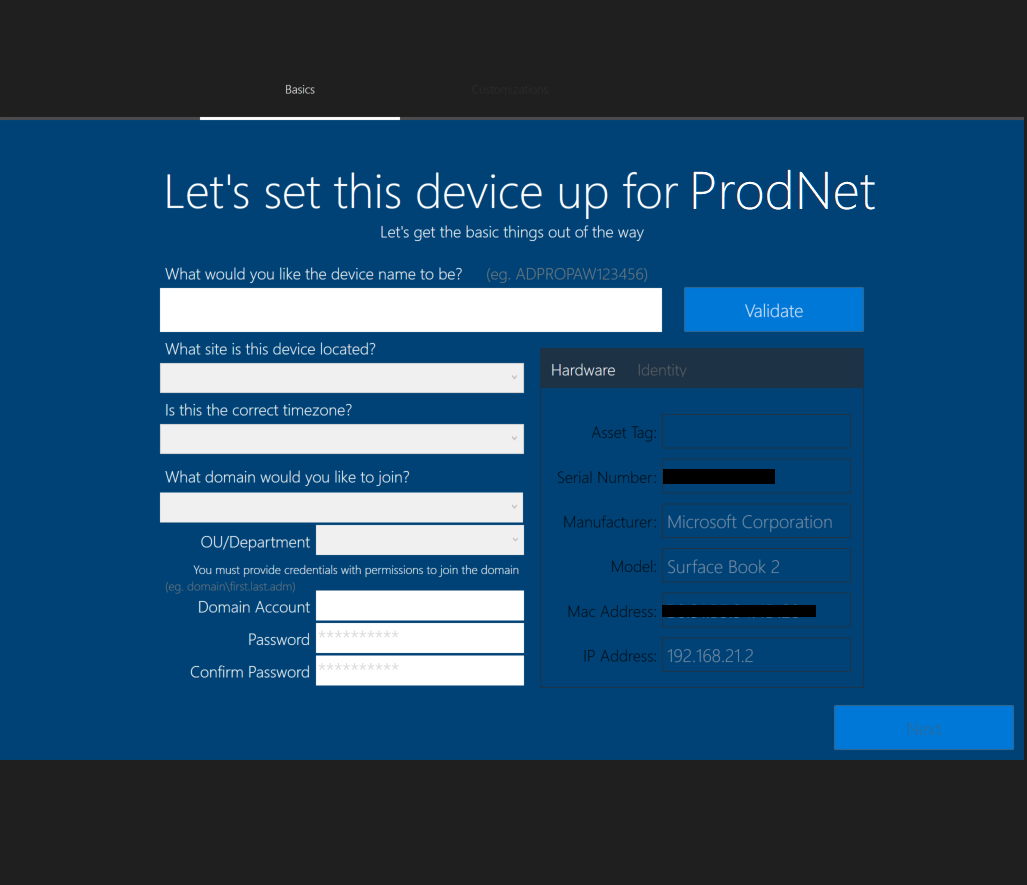 Basics
Customizations
Let's set this device up for ProdNet
Let's get the basic things out of the way
What would you like the device name to be? (eg. ADPROPAW123456)
Validate
What site is this device located?
Is this the correct timezone?
What domain would you like to join?
OU/Department
You must provide credentials with permissions to join the domain
(eg. domain\first.last.adm)
Domain Account
Password **********
Confirm Password **********
Hardware Identity
Asset Tag:
Serial Number:
Manufacturer: Microsoft Corporation
Model: Surface Book 2
Mac Address:
IP Address: 192.168.21.2
Next